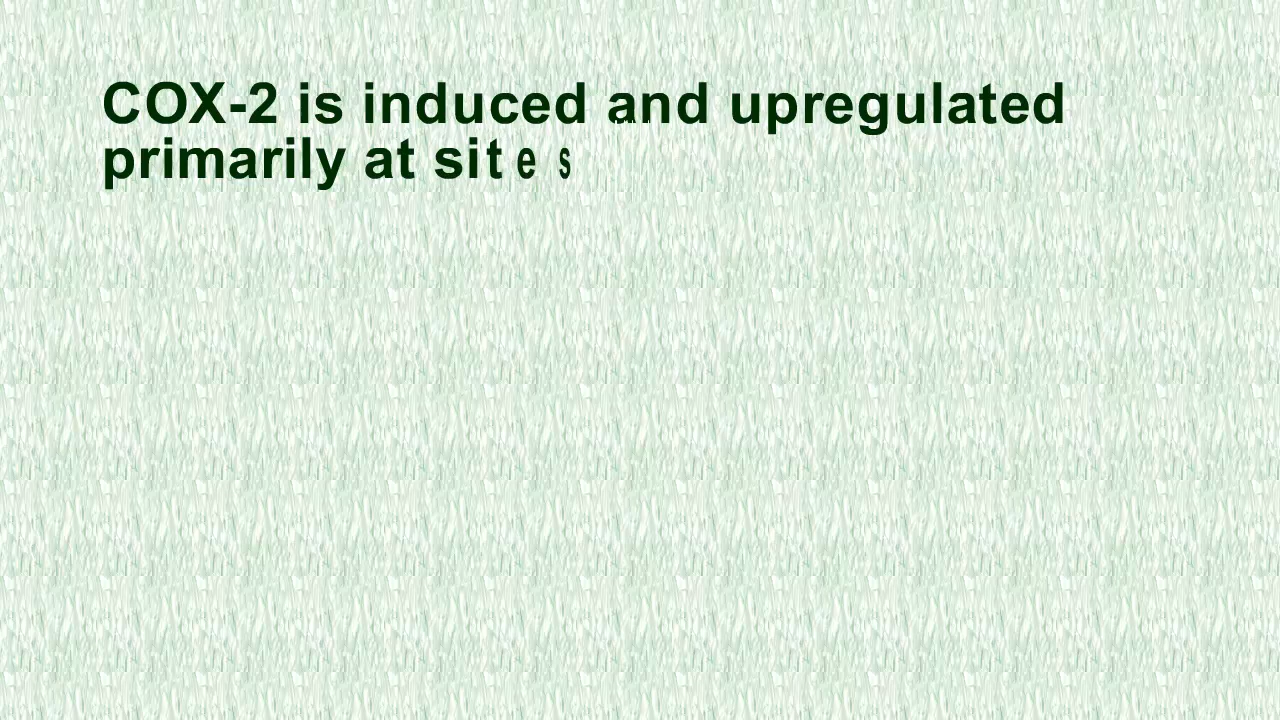 COX-2 is induced and upregulated
primarily at sites